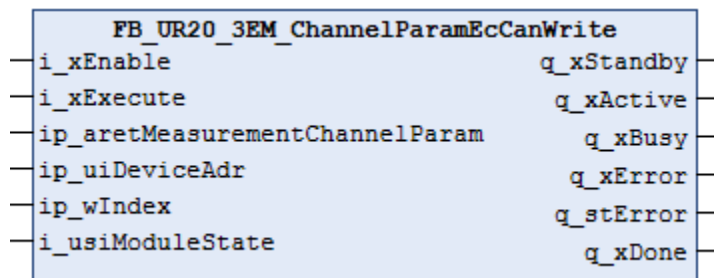 FB_UR20_3EM_ChannelParamEcCanWrite
i_xEnable q_xStandby
i_xExecute q_xActive
ip_aretMeasurementChannelParam q_xBusy
ip_uiDeviceAdr q_xError
ip_wIndex q_stError
i_usiModuleState q_xDone